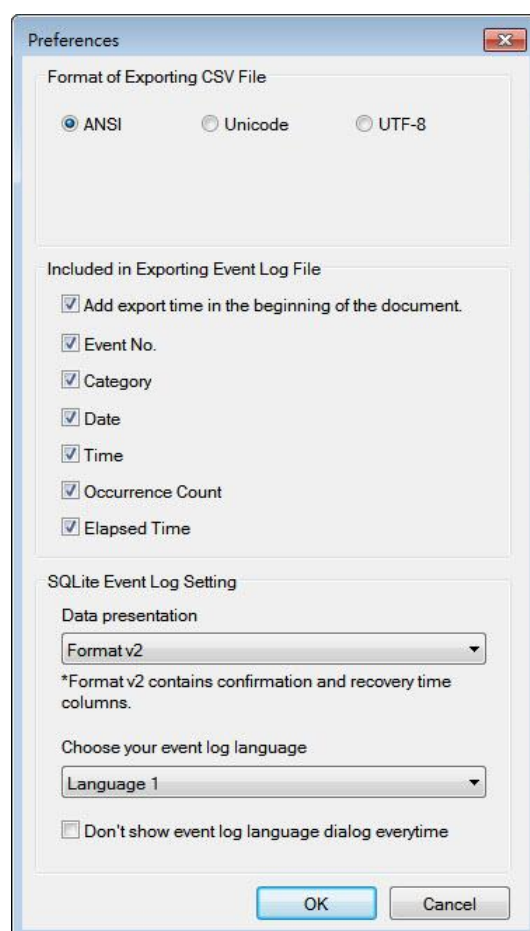 Preferences
Format of Exporting CSV File
ANSI Unicode UTF-8
Included in Exporting Event Log File
Add export time in the beginning of the document.
Event No.
Category
Date
Time
Occurrence Count
Elapsed Time
SQLite Event Log Setting
Data presentation
Format v2
*Format v2 contains confirmation and recovery time
columns.
Choose your event log language
Language 1
Don't show event log language dialog everytime
OK Cancel